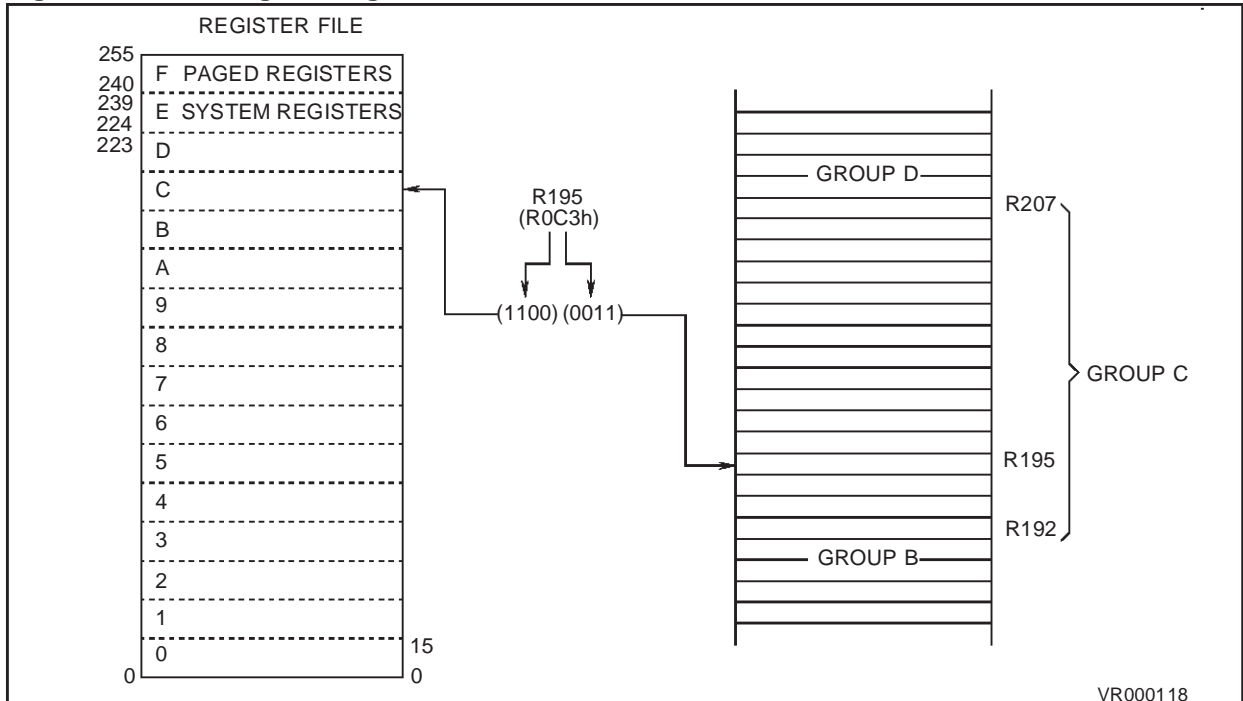 REGISTER FILE
255
240
239
224
223
F PAGED REGISTERS
E SYSTEM REGISTERS
D
C
B
A
9
8
7
6
5
4
3
2
1
0
15
0
0
R195
(R0C3h)
(1100) (0011)
GROUP D
R207
GROUP C
R195
R192
GROUP B
VR000118